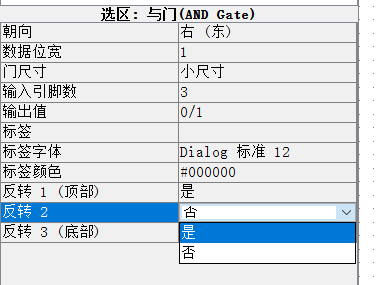 选区: 与门(AND Gate)
朝向 右 (东)
数据位宽 1
门尺寸 小尺寸
输入引脚数 3
输出值 0/1
标签
标签字体 Dialog 标准 12
标签颜色 #000000
反转 1 (顶部) 是
反转 2 否
反转 3 (底部) 是
否